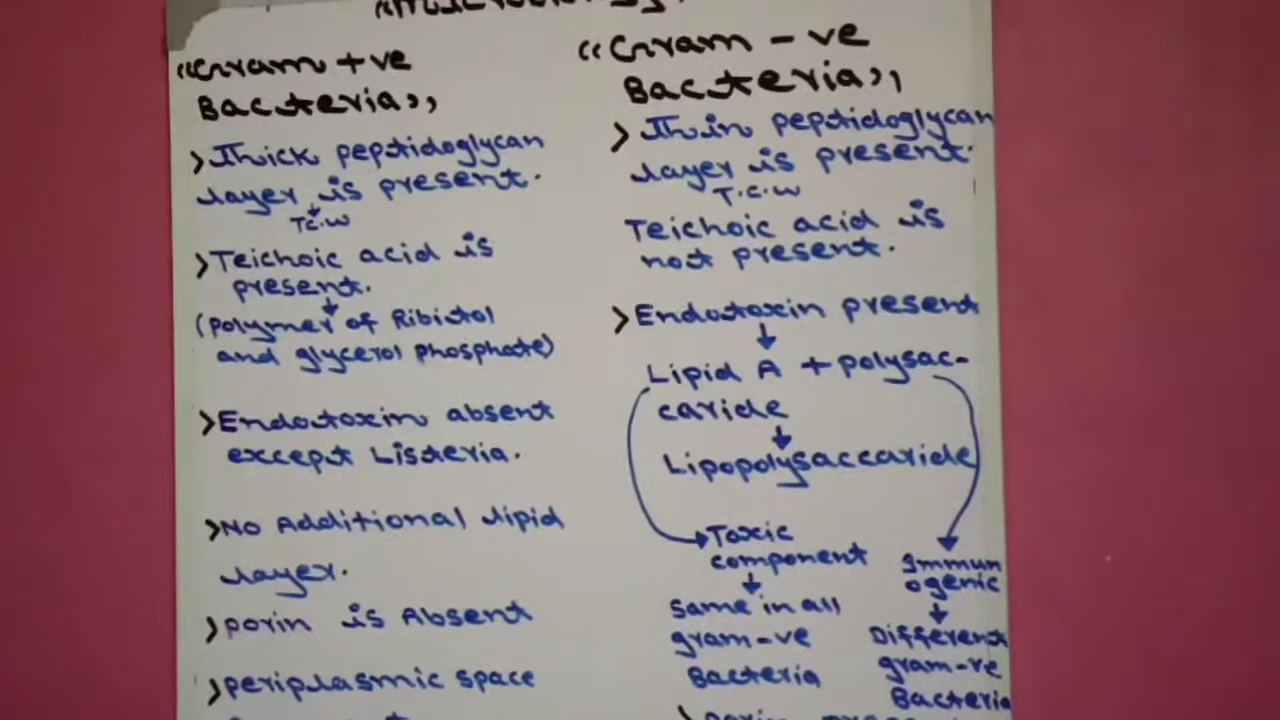 Microbiology
"Gram +ve
Bacteria",
> Thick peptidoglycan
layer is present.
T.C.W
> Teichoic acid is
present.
(polymer of Ribitol
and glycerol phosphate)
> Endotoxin absent
except Listeria.
> No Additional lipid
layer.
> porin is Absent
> periplasmic space
"Gram -ve
Bacteria",
> Thin peptidoglycan
layer is present.
T.C.W
Teichoic acid is
not present.
> Endotoxin present
Lipid A + polysac-
caride
Lipopolysaccaride
Toxic
component
same in all
gram-ve
Bacteria
Immun
ogenic
Different
gram-ve
Bacteria
> porin